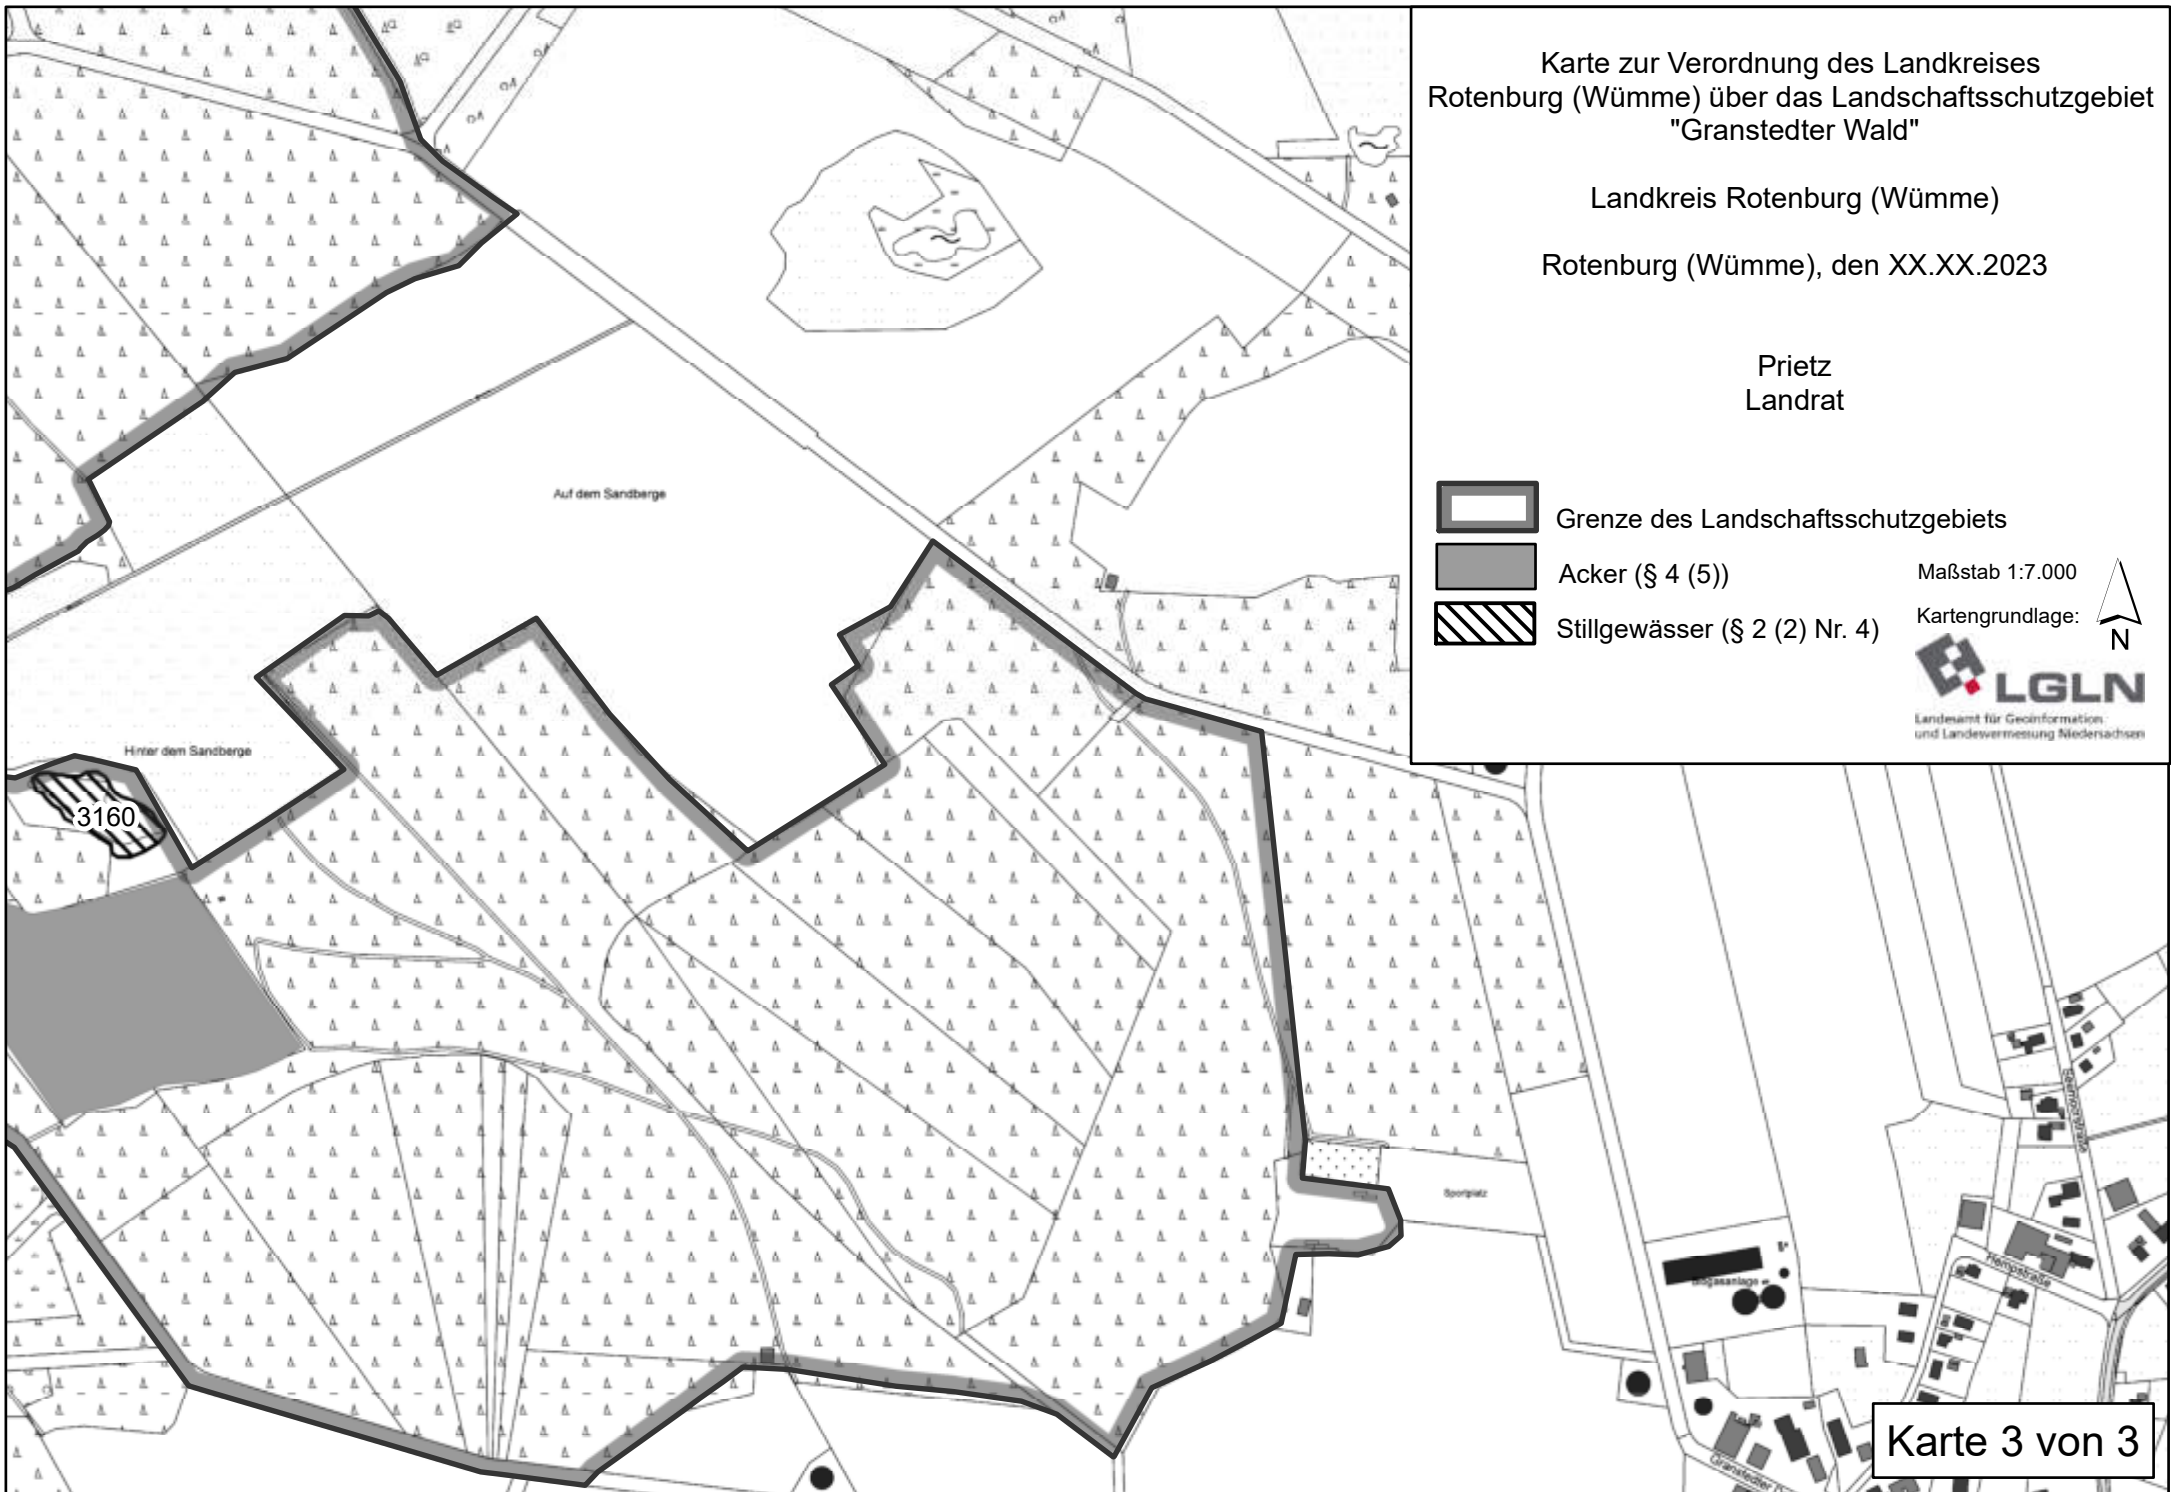 Karte zur Verordnung des Landkreises
Rotenburg (Wümme) über das Landschaftsschutzgebiet
"Granstedter Wald"
Landkreis Rotenburg (Wümme)
Rotenburg (Wümme), den XX.XX.2023
Prietz
Landrat
Grenze des Landschaftsschutzgebiets
Acker (§ 4 (5))
Stillgewässer (§ 2 (2) Nr. 4)
Maßstab 1:7.000
Kartengrundlage:
N
LGLN
Landesamt für Geoinformation
und Landesvermessung Niedersachsen
Auf dem Sandberge
Hinter dem Sandberge
3160
Sportplatz
Biogasanlage
Hempstraße
Granstedter
Karte 3 von 3